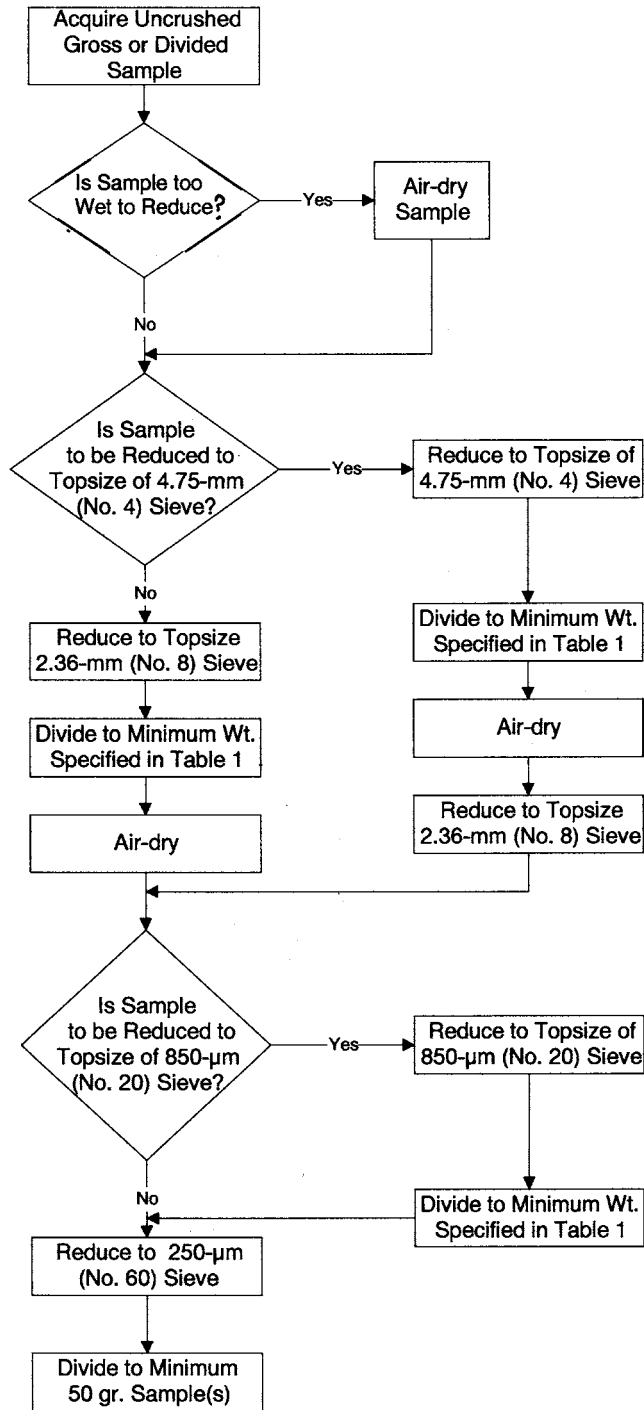 Acquire Uncrushed
Gross or Divided
Sample
Is Sample too
Wet to Reduce?
Yes
Air-dry
Sample
No
Is Sample
to be Reduced to
Topsize of 4.75-mm
(No. 4) Sieve?
Yes
Reduce to Topsize of
4.75-mm (No. 4) Sieve
No
Divide to Minimum Wt.
Specified in Table 1
Reduce to Topsize
2.36-mm (No. 8) Sieve
Air-dry
Divide to Minimum Wt.
Specified in Table 1
Reduce to Topsize
2.36-mm (No. 8) Sieve
Air-dry
Is Sample
to be Reduced to
Topsize of 850-µm
(No. 20) Sieve?
Yes
Reduce to Topsize of
850-µm (No. 20) Sieve
No
Divide to Minimum Wt.
Specified in Table 1
Reduce to 250-µm
(No. 60) Sieve
Divide to Minimum
50 gr. Sample(s)